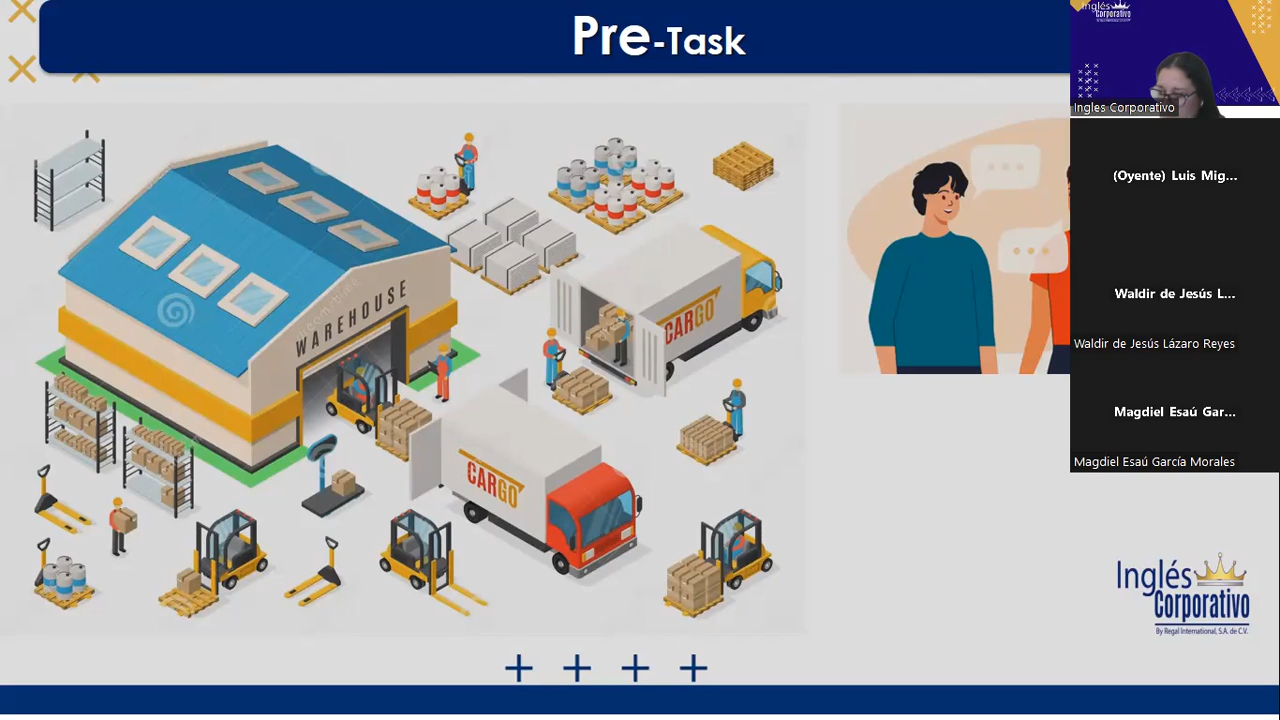 Pre-Task
WAREHOUSE
CARGO
CARGO
Inglés
Corporativo
Ingles Corporativo
(Oyente) Luis Mig...
Waldir de Jesús L...
Waldir de Jesús Lázaro Reyes
Magdiel Esaú Gar...
Magdiel Esaú García Morales
Inglés
Corporativo
By Regal International, S.A. de C.V.